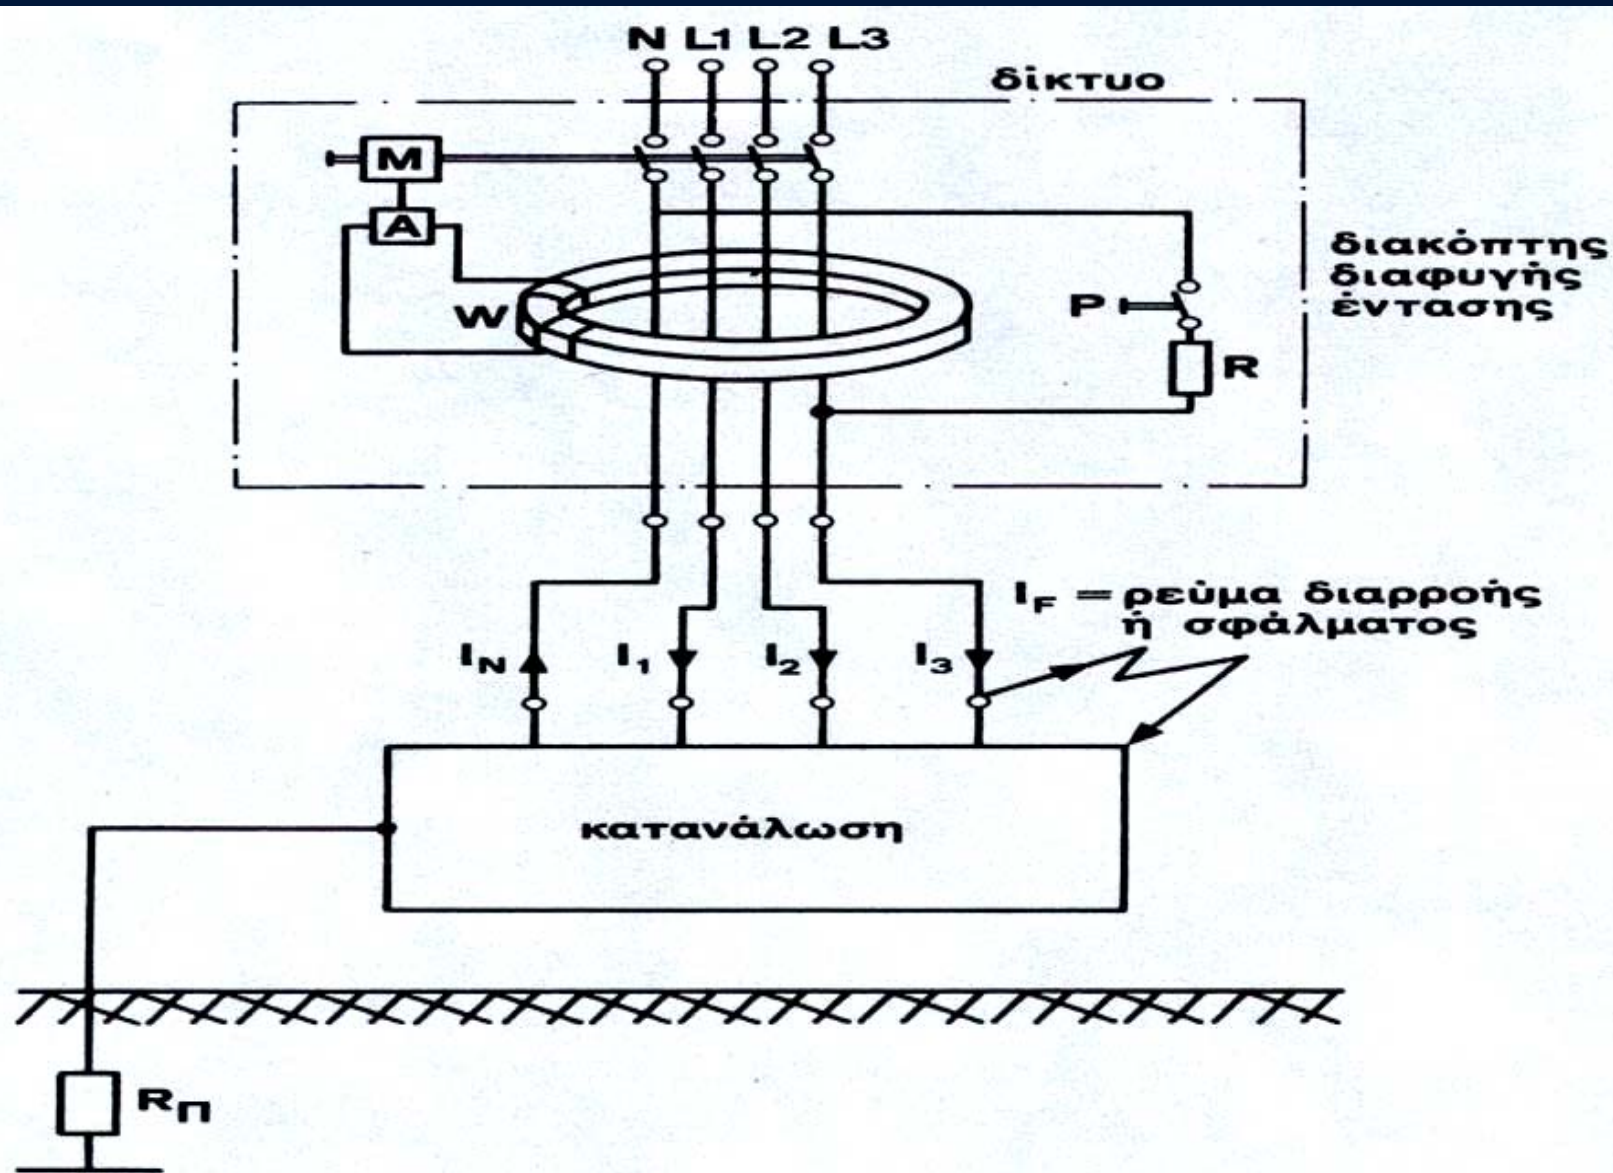 N L1 L2 L3
δίκτυο
M
A
W
διακόπτης
διαφυγής
έντασης
P
R
I_F = ρεύμα διαρροής
ή σφάλματος
I_N I_1 I_2 I_3
κατανάλωση
R_Π